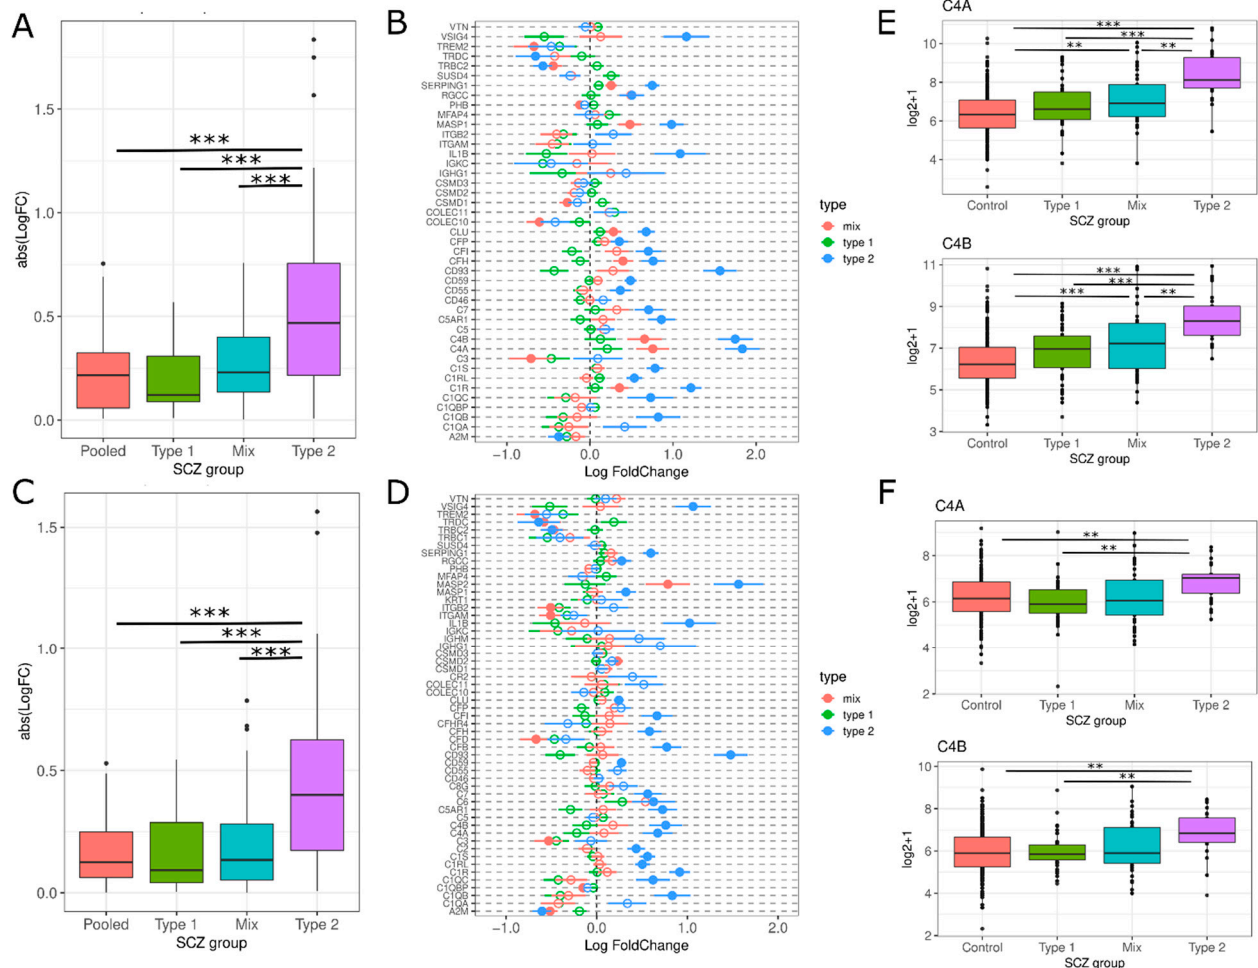 A
abs(LogFC)
1.5
1.0
0.5
0.0
***
***
***
Pooled Type 1 Mix Type 2
SCZ group
B
VTN
VSIG4
TREM2
TRDC
TRBC2
SUSD4
SERPING1
RGCC
PHB
MFAP4
MASP1
ITGB2
ITGAM
IL1B
IGKC
IGHG1
CSMD3
CSMD2
CSMD1
COLEC11
COLEC10
CLU
CFP
CFI
CFH
CD93
CD59
CD55
CD46
C7
C5AR1
C5
C4B
C4A
C3
C1S
C1RL
C1R
C1QC
C1QBP
C1QB
C1QA
A2M
−1.0 0.0 1.0 2.0
Log FoldChange
type
mix
type 1
type 2
E
C4A
log2+1
10
8
6
4
***
***
**
**
Control Type 1 Mix Type 2
SCZ group
C4B
log2+1
11
9
7
5
3
***
***
***
**
Control Type 1 Mix Type 2
SCZ group
C
abs(LogFC)
1.5
1.0
0.5
0.0
***
***
***
Pooled Type 1 Mix Type 2
SCZ group
D
VTN
VSIG4
TREM2
TRDC
TRBC2
TRBC1
SUSD4
SERPING1
RGCC
PHB
MFAP4
MASP2
MASP1
KRT1
ITGB2
ITGAM
IL1B
IGKC
IGHM
IGHG1
CSMD3
CSMD2
CSMD1
CR2
COLEC11
COLEC10
CLU
CFP
CFI
CFHR4
CFH
CFD
CFB
CD93
CD59
CD55
CD46
C8G
C7
C6
C5AR1
C5
C4B
C4A
C3
C2
C1S
C1RL
C1R
C1QC
C1QBP
C1QB
C1QA
A2M
−1.0 0.0 1.0 2.0
Log FoldChange
type
mix
type 1
type 2
F
C4A
log2+1
8
6
4
2
**
**
Control Type 1 Mix Type 2
SCZ group
C4B
log2+1
10
8
6
4
2
**
**
Control Type 1 Mix Type 2
SCZ group